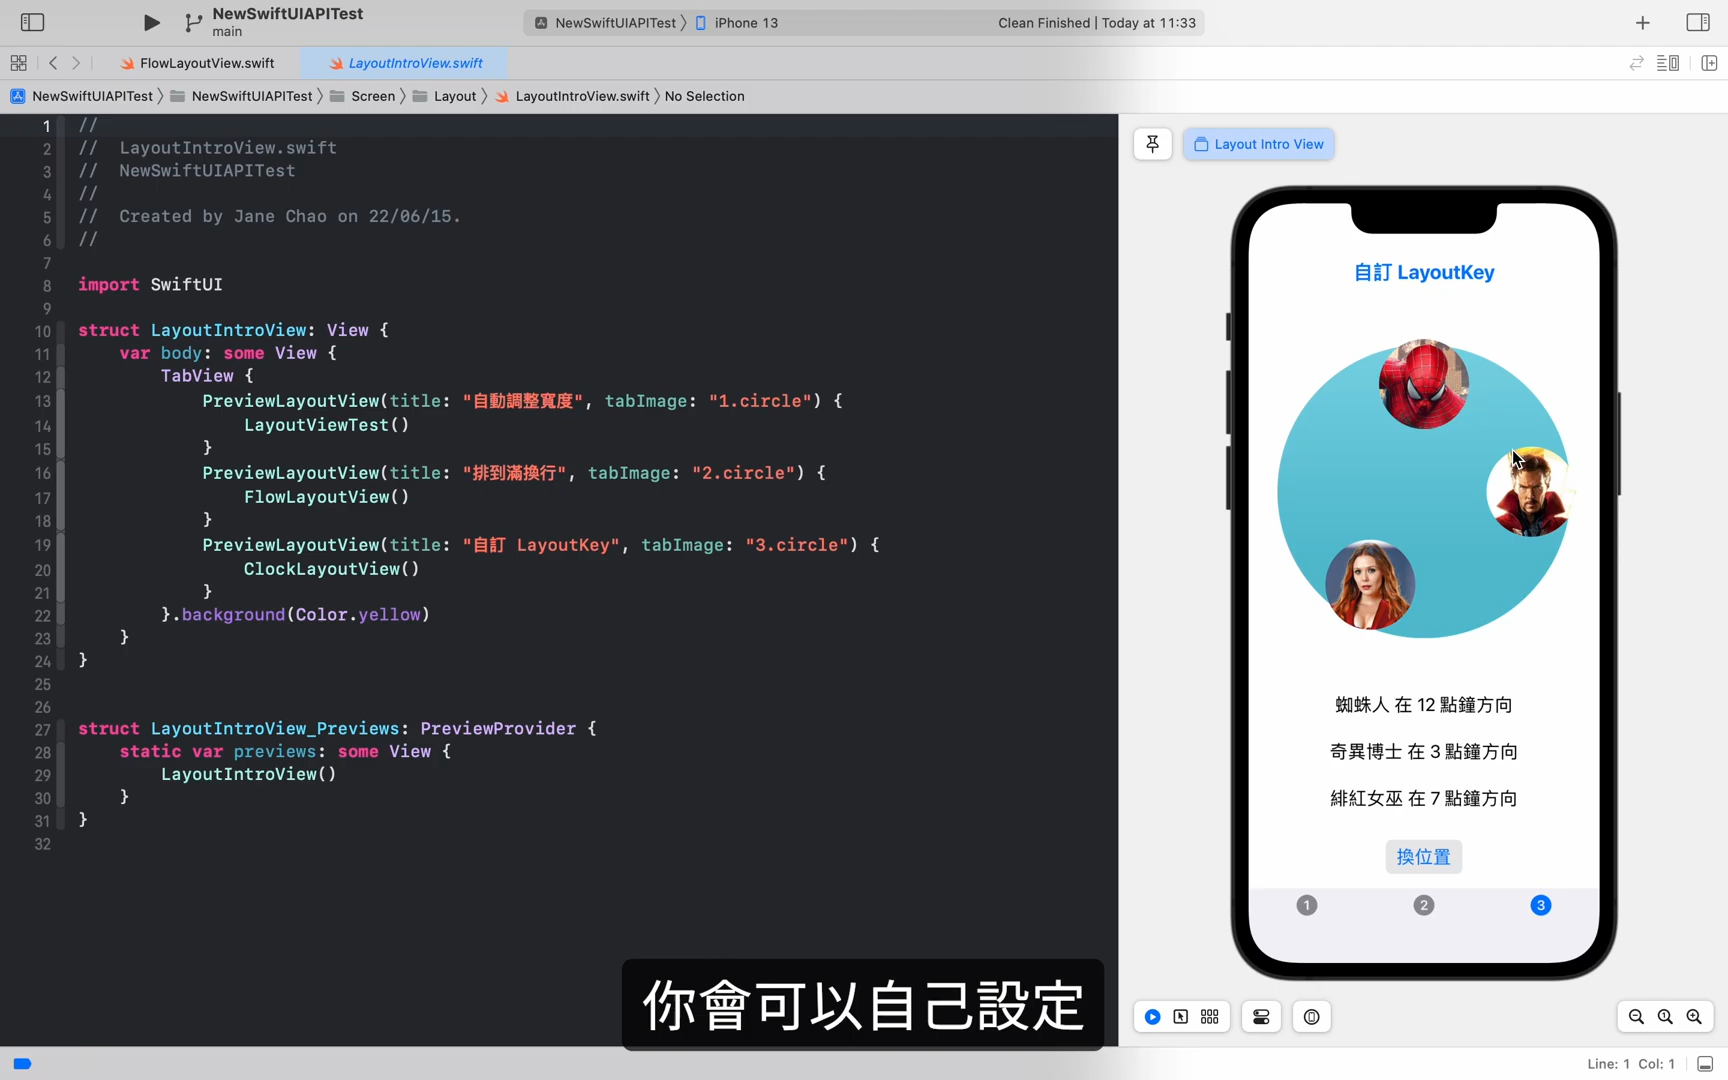 NewSwiftUIAPITest
main
NewSwiftUIAPITest 〉 iPhone 13
Clean Finished | Today at 11:33
FlowLayoutView.swift
LayoutIntroView.swift
NewSwiftUIAPITest 〉 NewSwiftUIAPITest 〉 Screen 〉 Layout 〉 LayoutIntroView.swift 〉 No Selection
1 //
2 //  LayoutIntroView.swift
3 //  NewSwiftUIAPITest
4 //
5 //  Created by Jane Chao on 22/06/15.
6 //
7
8 import SwiftUI
9
10 struct LayoutIntroView: View {
11     var body: some View {
12         TabView {
13             PreviewLayoutView(title: "自動調整寬度", tabImage: "1.circle") {
14                 LayoutViewTest()
15             }
16             PreviewLayoutView(title: "排到滿換行", tabImage: "2.circle") {
17                 FlowLayoutView()
18             }
19             PreviewLayoutView(title: "自訂 LayoutKey", tabImage: "3.circle") {
20                 ClockLayoutView()
21             }
22         }.background(Color.yellow)
23     }
24 }
25
26
27 struct LayoutIntroView_Previews: PreviewProvider {
28     static var previews: some View {
29         LayoutIntroView()
30     }
31 }
32
Layout Intro View
自訂 LayoutKey
蜘蛛人 在 12 點鐘方向
奇異博士 在 3 點鐘方向
緋紅女巫 在 7 點鐘方向
換位置
1 2 3
你會可以自己設定
Line: 1 Col: 1